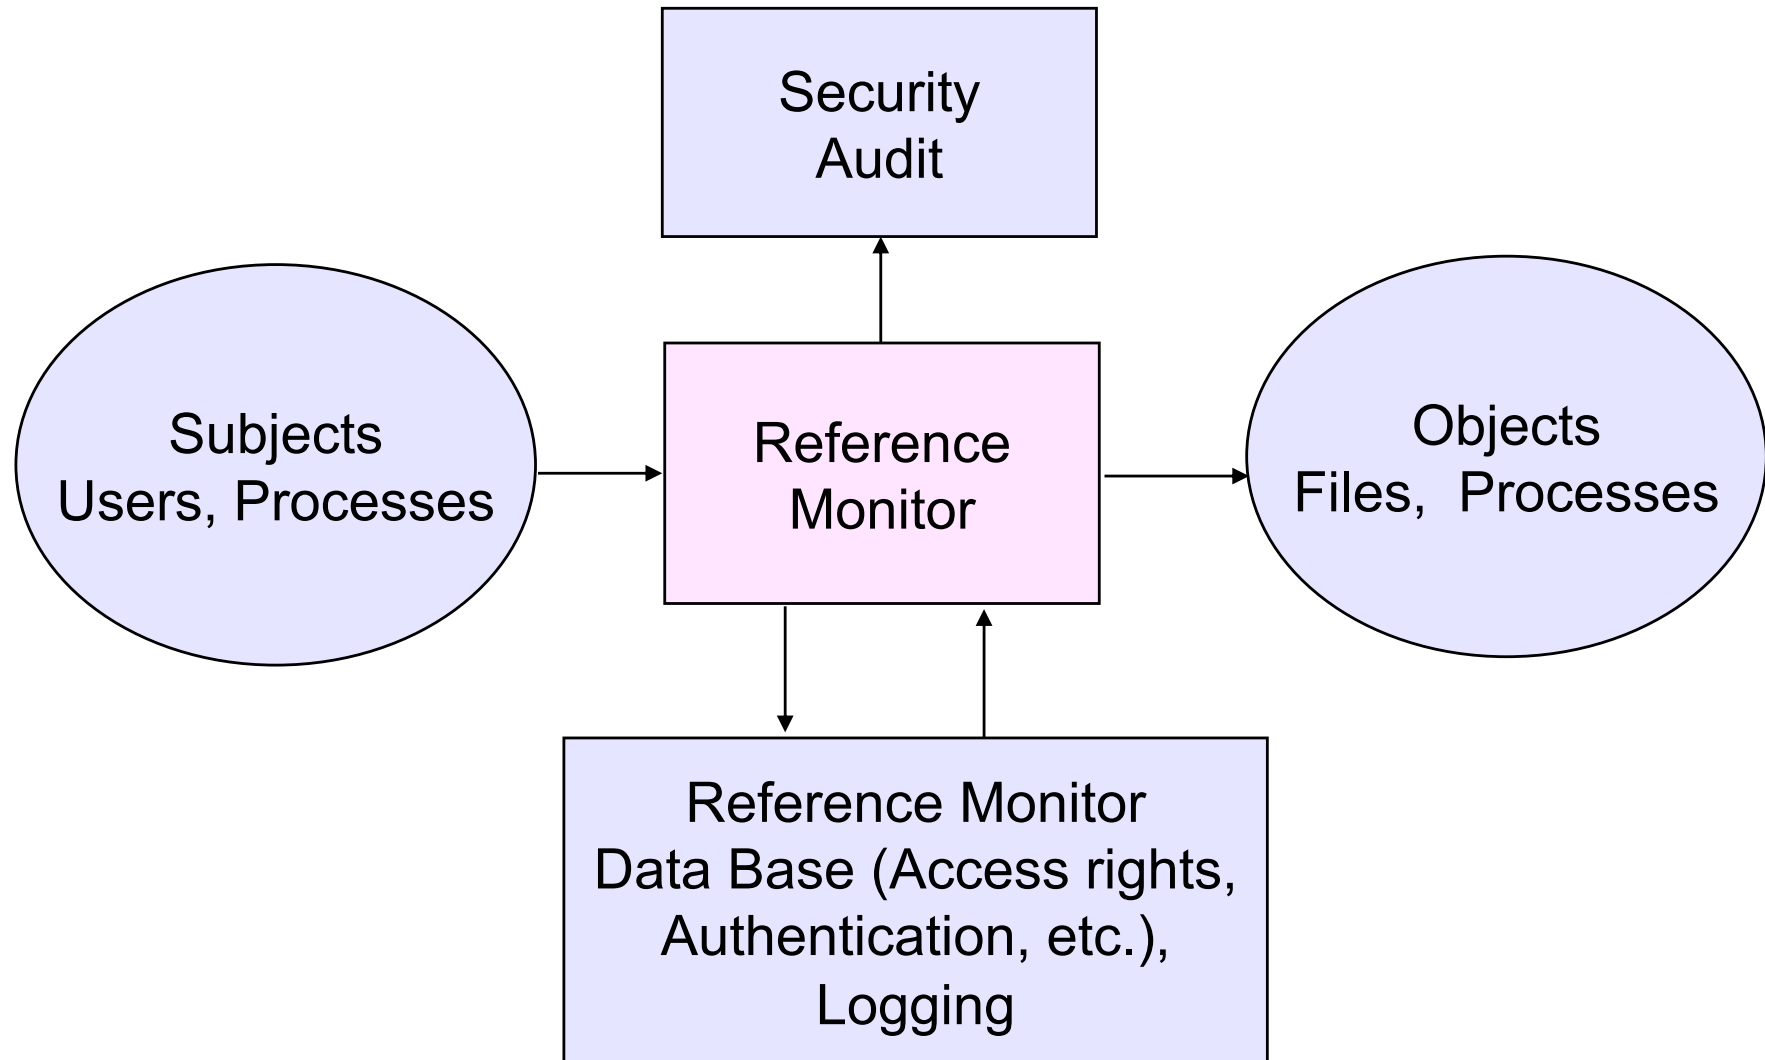 Security
Audit
Subjects
Users, Processes
Reference
Monitor
Objects
Files,  Processes
Reference Monitor
Data Base (Access rights,
Authentication, etc.),
Logging